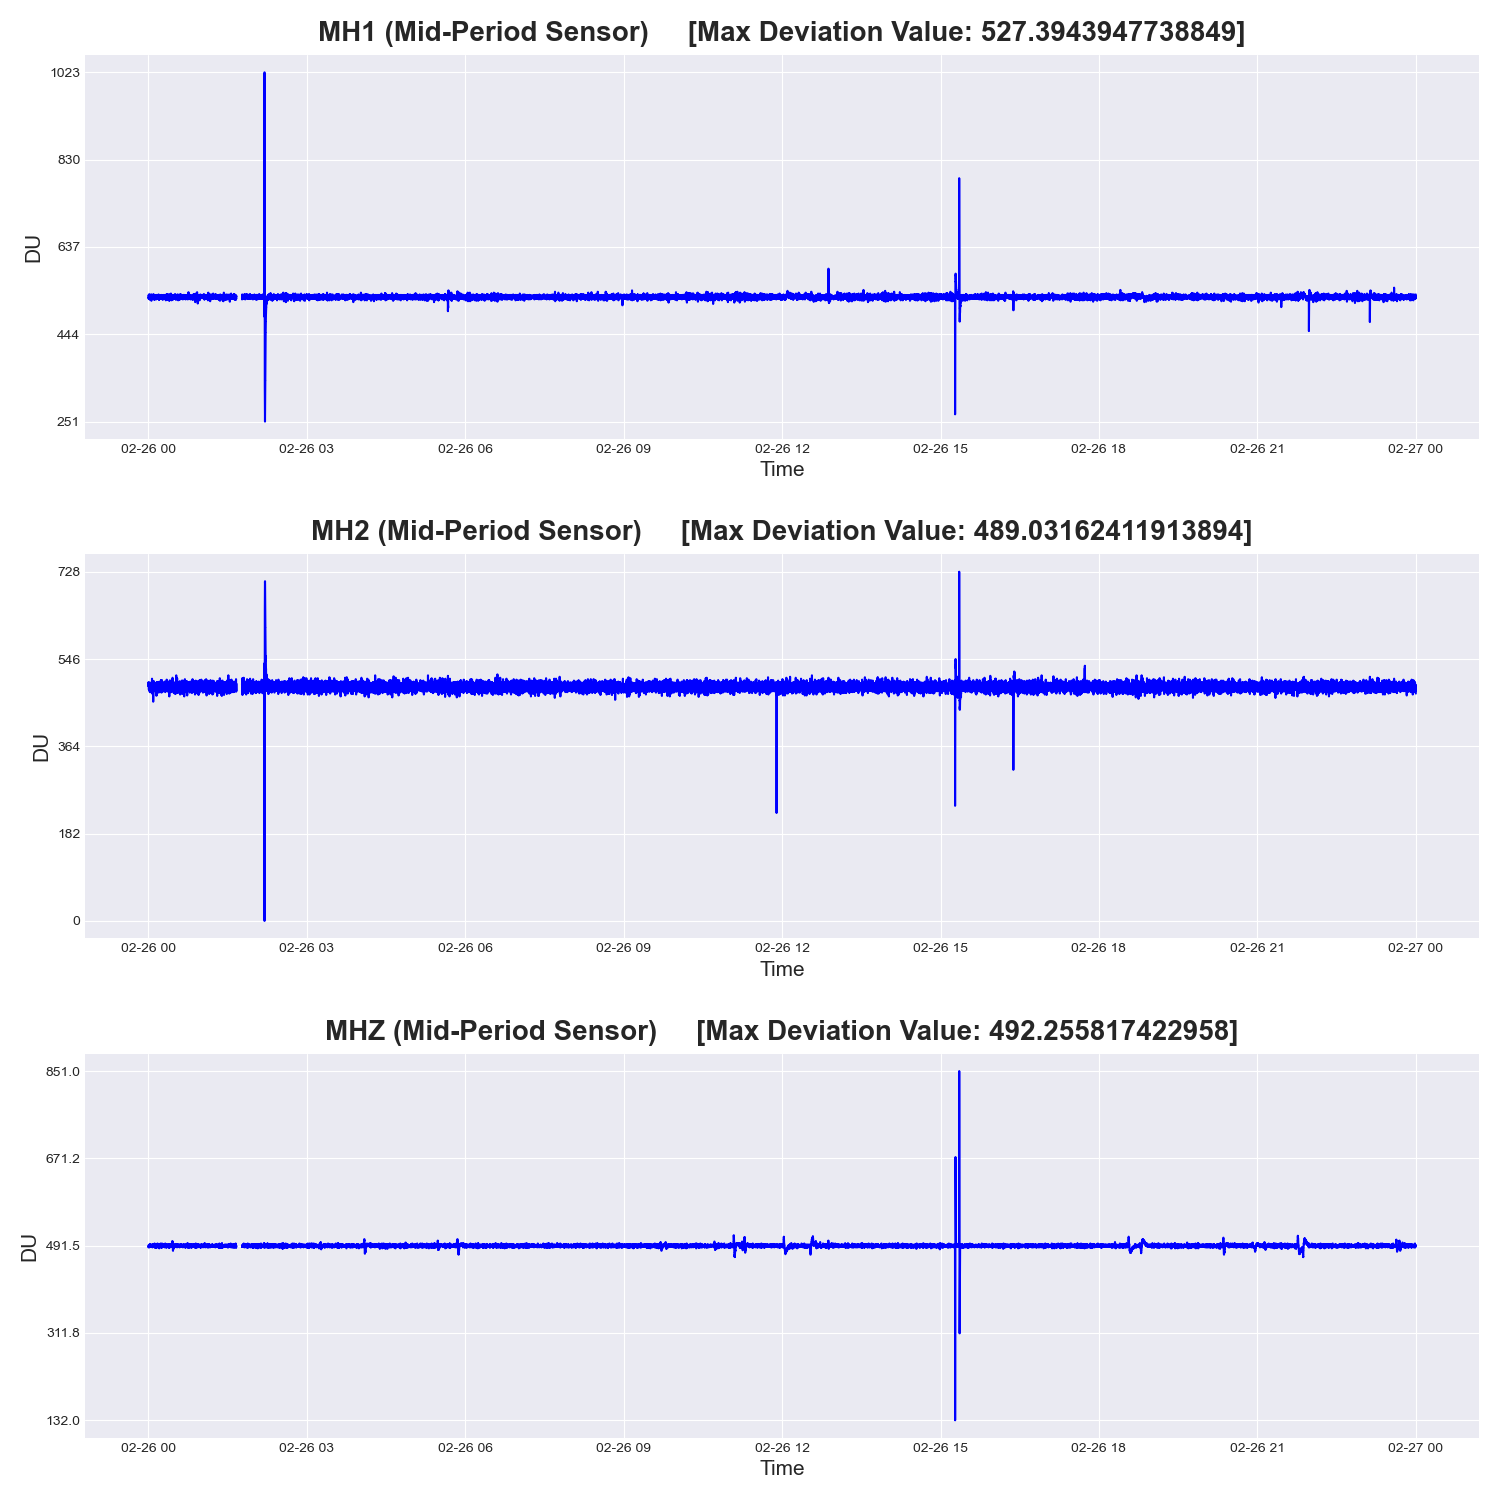 MH1 (Mid-Period Sensor) [Max Deviation Value: 527.3943947738849]
1023
830
637
444
251
DU
02-26 00 02-26 03 02-26 06 02-26 09 02-26 12 02-26 15 02-26 18 02-26 21 02-27 00
Time
MH2 (Mid-Period Sensor) [Max Deviation Value: 489.03162411913894]
728
546
364
182
0
DU
02-26 00 02-26 03 02-26 06 02-26 09 02-26 12 02-26 15 02-26 18 02-26 21 02-27 00
Time
MHZ (Mid-Period Sensor) [Max Deviation Value: 492.255817422958]
851.0
671.2
491.5
311.8
132.0
DU
02-26 00 02-26 03 02-26 06 02-26 09 02-26 12 02-26 15 02-26 18 02-26 21 02-27 00
Time